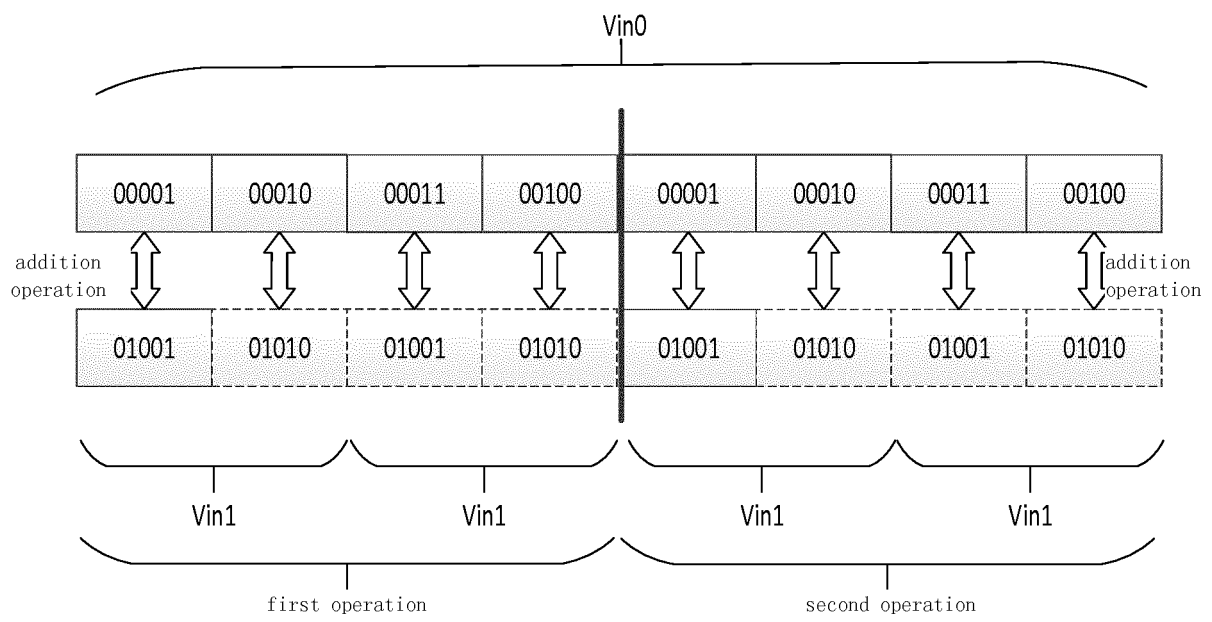 Vin0
00001 00010 00011 00100 00001 00010 00011 00100
addition
operation
addition
operation
01001 01010 01001 01010 01001 01010 01001 01010
Vin1 Vin1 Vin1 Vin1
first operation second operation